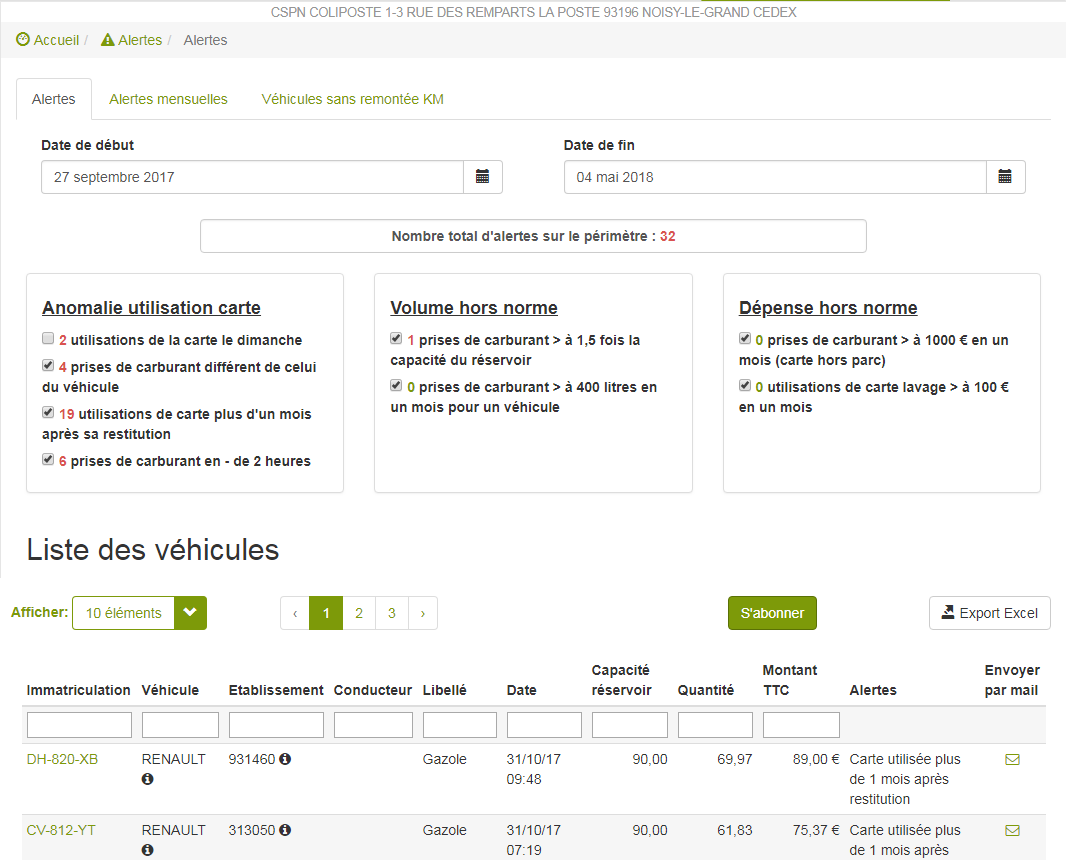 CSPN COLIPOSTE 1-3 RUE DES REMPARTS LA POSTE 93196 NOISY-LE-GRAND CEDEX
Accueil / Alertes / Alertes
Alertes Alertes mensuelles Véhicules sans remontée KM
Date de début Date de fin
27 septembre 2017 04 mai 2018
Nombre total d'alertes sur le périmètre : 32
Anomalie utilisation carte
2 utilisations de la carte le dimanche
4 prises de carburant différent de celui
du véhicule
19 utilisations de carte plus d'un mois
après sa restitution
6 prises de carburant en - de 2 heures
Volume hors norme
1 prises de carburant > à 1,5 fois la
capacité du réservoir
0 prises de carburant > à 400 litres en
un mois pour un véhicule
Dépense hors norme
0 prises de carburant > à 1000 € en un
mois (carte hors parc)
0 utilisations de carte lavage > à 100 €
en un mois
Liste des véhicules
Afficher: 10 éléments ‹ 1 2 3 › S'abonner Export Excel
Immatriculation Véhicule Etablissement Conducteur Libellé Date Capacité réservoir Quantité Montant TTC Alertes Envoyer par mail
DH-820-XB RENAULT 931460 Gazole 31/10/17 90,00 69,97 89,00 € Carte utilisée plus
09:48 de 1 mois après
restitution
CV-812-YT RENAULT 313050 Gazole 31/10/17 90,00 61,83 75,37 € Carte utilisée plus
07:19 de 1 mois après